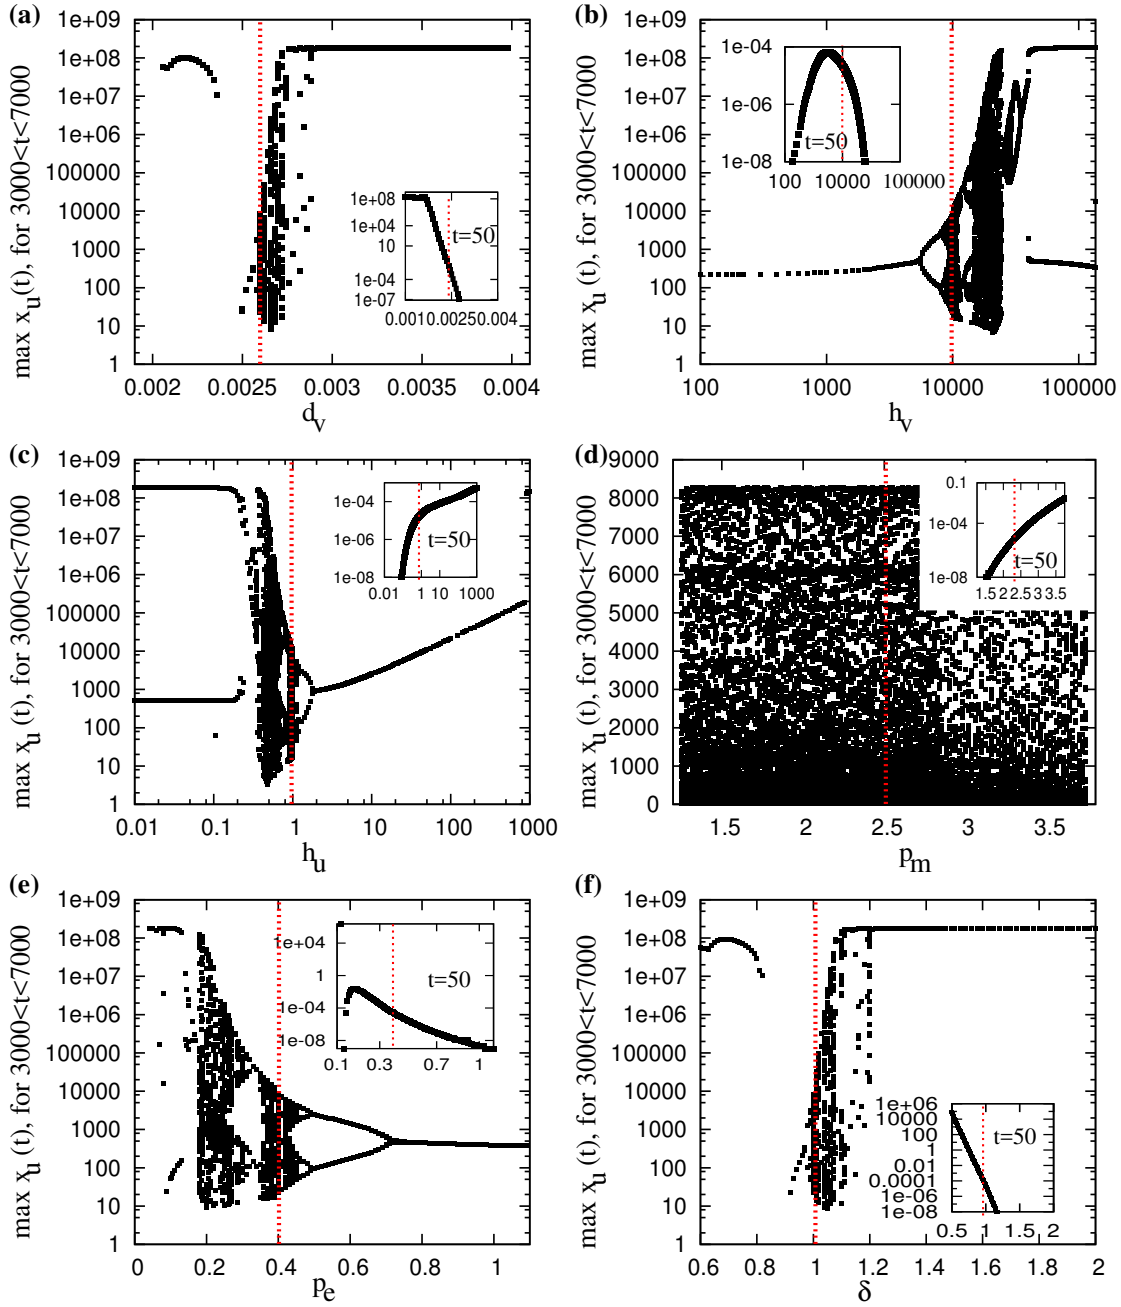 (a)
1e+09
1e+08
1e+07
1e+06
100000
10000
1000
100
10
1
max x_u(t), for 3000<t<7000
0.002 0.0025 0.003 0.0035 0.004
d_v
1e+08
1e+04
10
1e-04
1e-07
t=50
0.001 0.0025 0.004
(b)
1e+09
1e+08
1e+07
1e+06
100000
10000
1000
100
10
1
max x_u(t), for 3000<t<7000
100 1000 10000 100000
h_v
1e-04
1e-06
1e-08
t=50
100 10000 100000
(c)
1e+09
1e+08
1e+07
1e+06
100000
10000
1000
100
10
1
max x_u(t), for 3000<t<7000
0.01 0.1 1 10 100 1000
h_u
1e-04
1e-06
1e-08
t=50
0.01 0.1 1 10 1000
(d)
9000
8000
7000
6000
5000
4000
3000
2000
1000
0
max x_u(t), for 3000<t<7000
1.5 2 2.5 3 3.5
p_m
0.1
1e-04
1e-08
t=50
1.5 2 2.5 3 3.5
(e)
1e+09
1e+08
1e+07
1e+06
100000
10000
1000
100
10
1
max x_u(t), for 3000<t<7000
0 0.2 0.4 0.6 0.8 1
p_e
1e+04
1
1e-04
1e-08
t=50
0.1 0.3 0.7 1
(f)
1e+09
1e+08
1e+07
1e+06
100000
10000
1000
100
10
1
max x_u(t), for 3000<t<7000
0.6 0.8 1 1.2 1.4 1.6 1.8 2
δ
1e+06
10000
100
1
0.01
0.0001
1e-06
1e-08
t=50
0.5 1 1.5 2